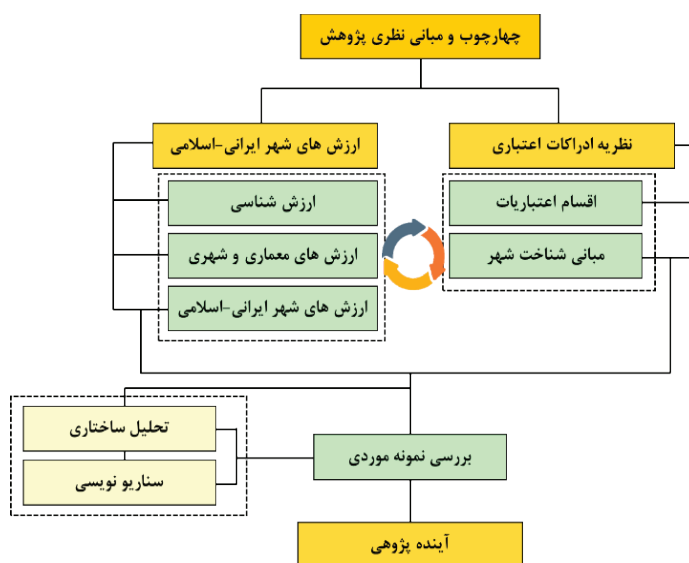 چهارچوب و مبانی نظری پژوهش
نظریه ادراکات اعتباری
ارزش های شهر ایرانی-اسلامی
اقسام اعتباریات
مبانی شناخت شهر
ارزش شناسی
ارزش های معماری و شهری
ارزش های شهر ایرانی-اسلامی
بررسی نمونه موردی
تحلیل ساختاری
سناریو نویسی
آینده پژوهی